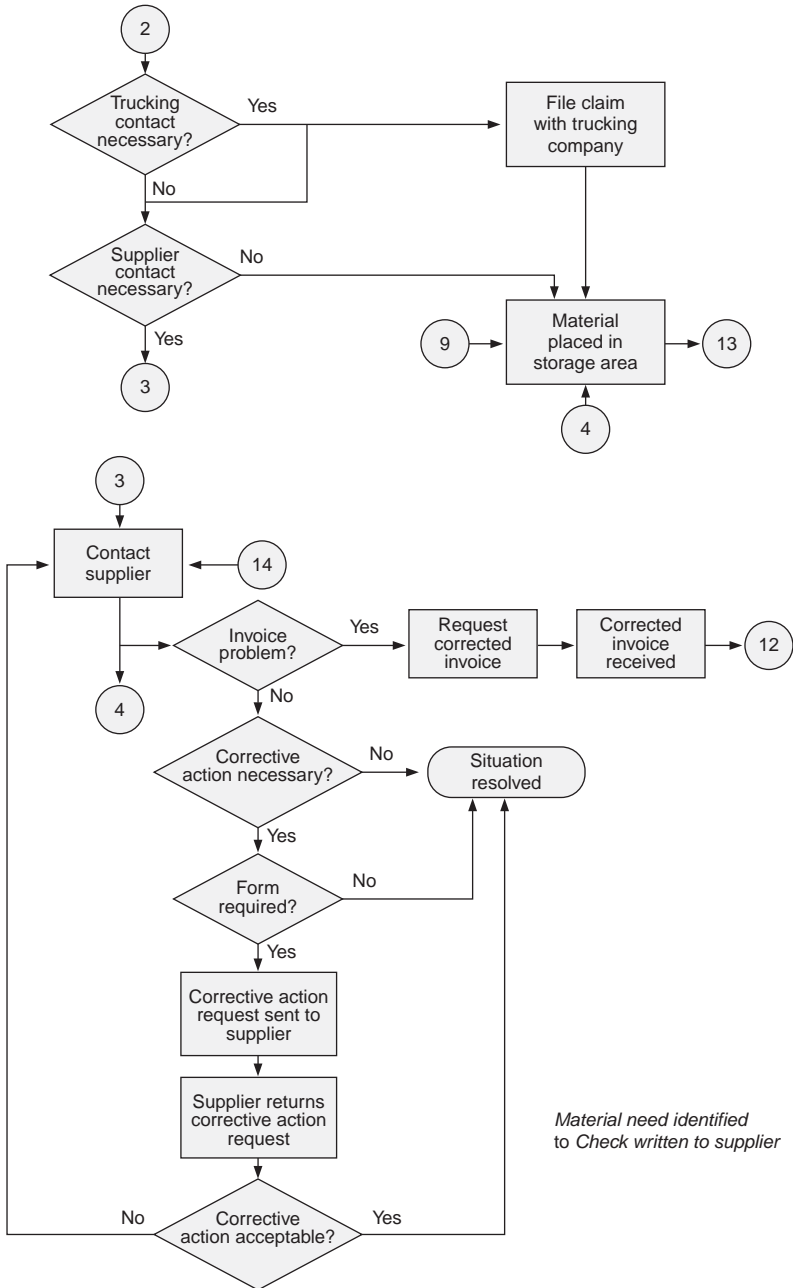 2
Trucking
contact
necessary?
Yes
File claim
with trucking
company
No
Supplier
contact
necessary?
No
Yes
9
Material
placed in
storage area
13
3
4
3
Contact
supplier
14
Invoice
problem?
Yes
Request
corrected
invoice
Corrected
invoice
received
12
4
No
Corrective
action necessary?
No
Situation
resolved
Yes
Form
required?
No
Yes
Corrective action
request sent to
supplier
Supplier returns
corrective action
request
Material need identified
to Check written to supplier
No
Corrective
action acceptable?
Yes